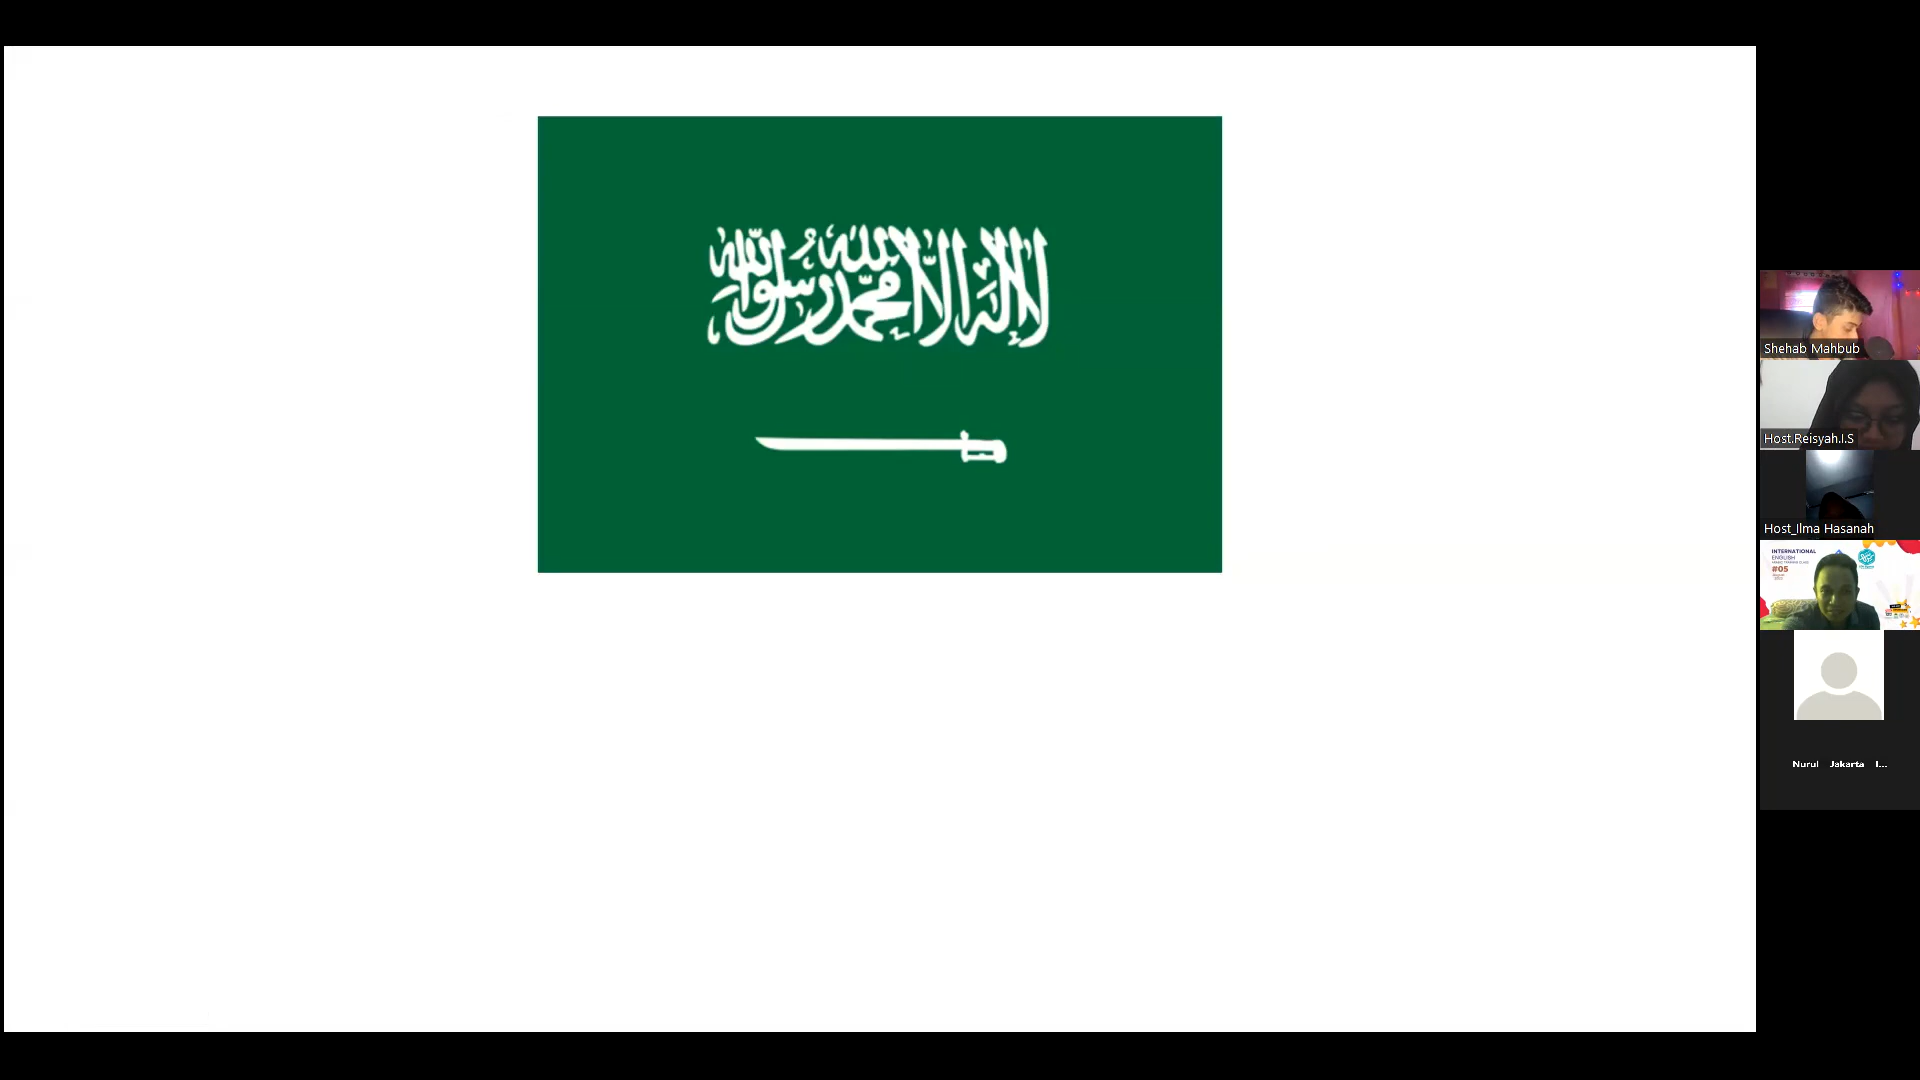 لا إله إلا الله محمد رسول الله
Shehab Mahbub
Host.Reisyah.I.S
Host_Ilma Hasanah
INTERNATIONAL
ENGLISH
#05
Nurul Jakarta I...